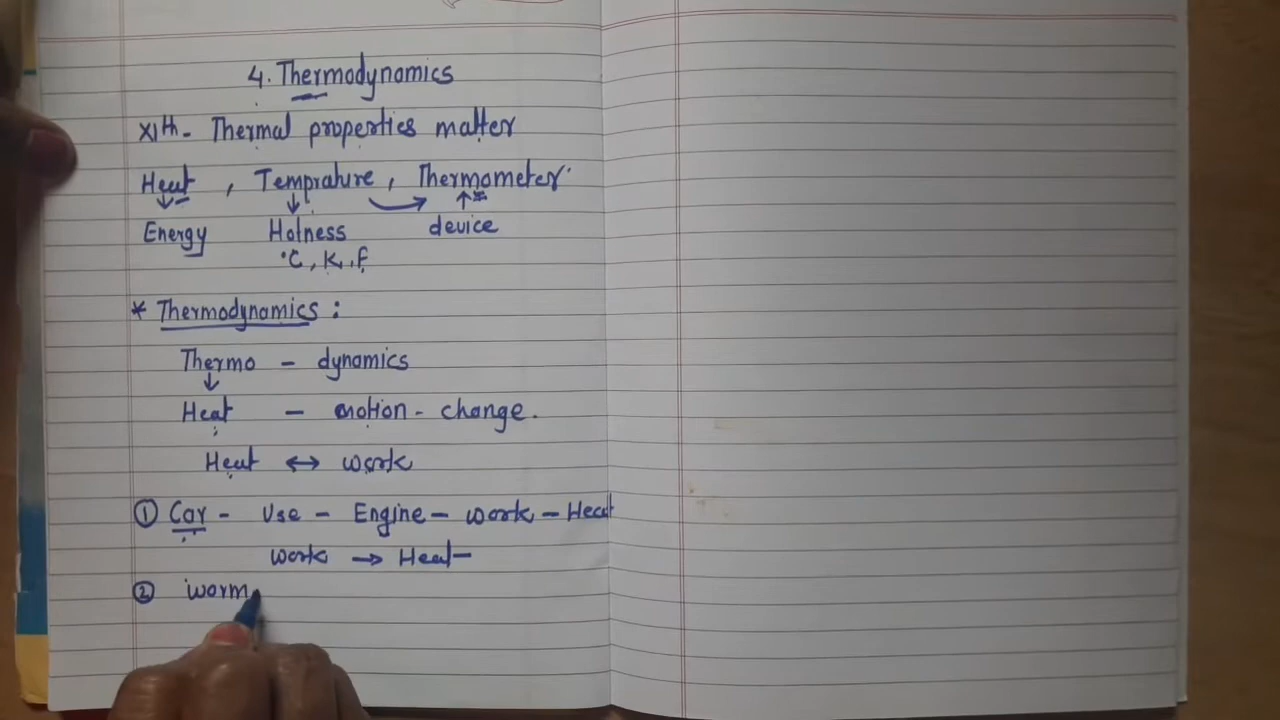 4. Thermodynamics
XIth - Thermal properties matter
Heat , Temprature , Thermometer
Energy Hotness device
°C, K, F
* Thermodynamics :
Thermo - dynamics
Heat - motion - change.
Heat ↔ work
① Car - Use - Engine - work - Heat
work → Heat -
② worm